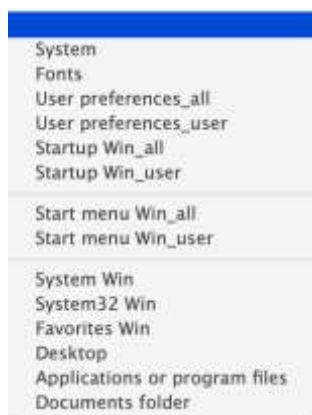 System
Fonts
User preferences_all
User preferences_user
Startup Win_all
Startup Win_user
Start menu Win_all
Start menu Win_user
System Win
System32 Win
Favorites Win
Desktop
Applications or program files
Documents folder